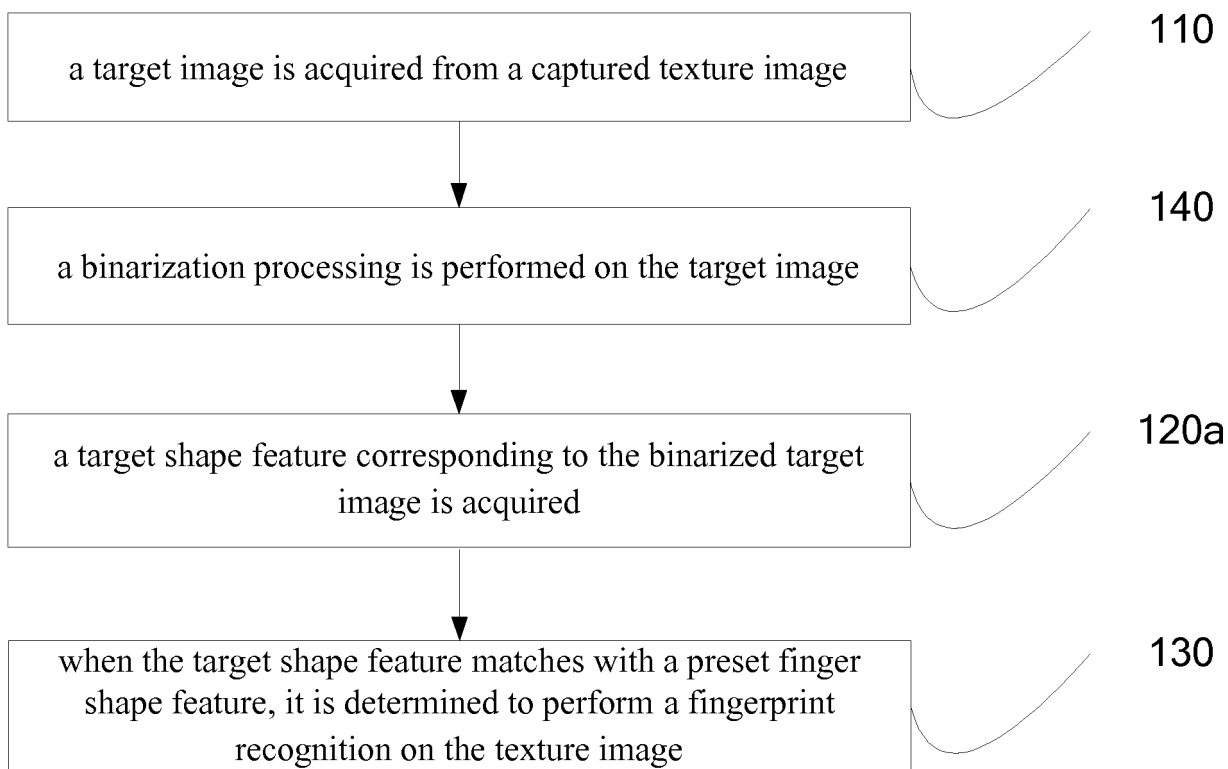 110
a target image is acquired from a captured texture image
140
a binarization processing is performed on the target image
120a
a target shape feature corresponding to the binarized target
image is acquired
130
when the target shape feature matches with a preset finger
shape feature, it is determined to perform a fingerprint
recognition on the texture image